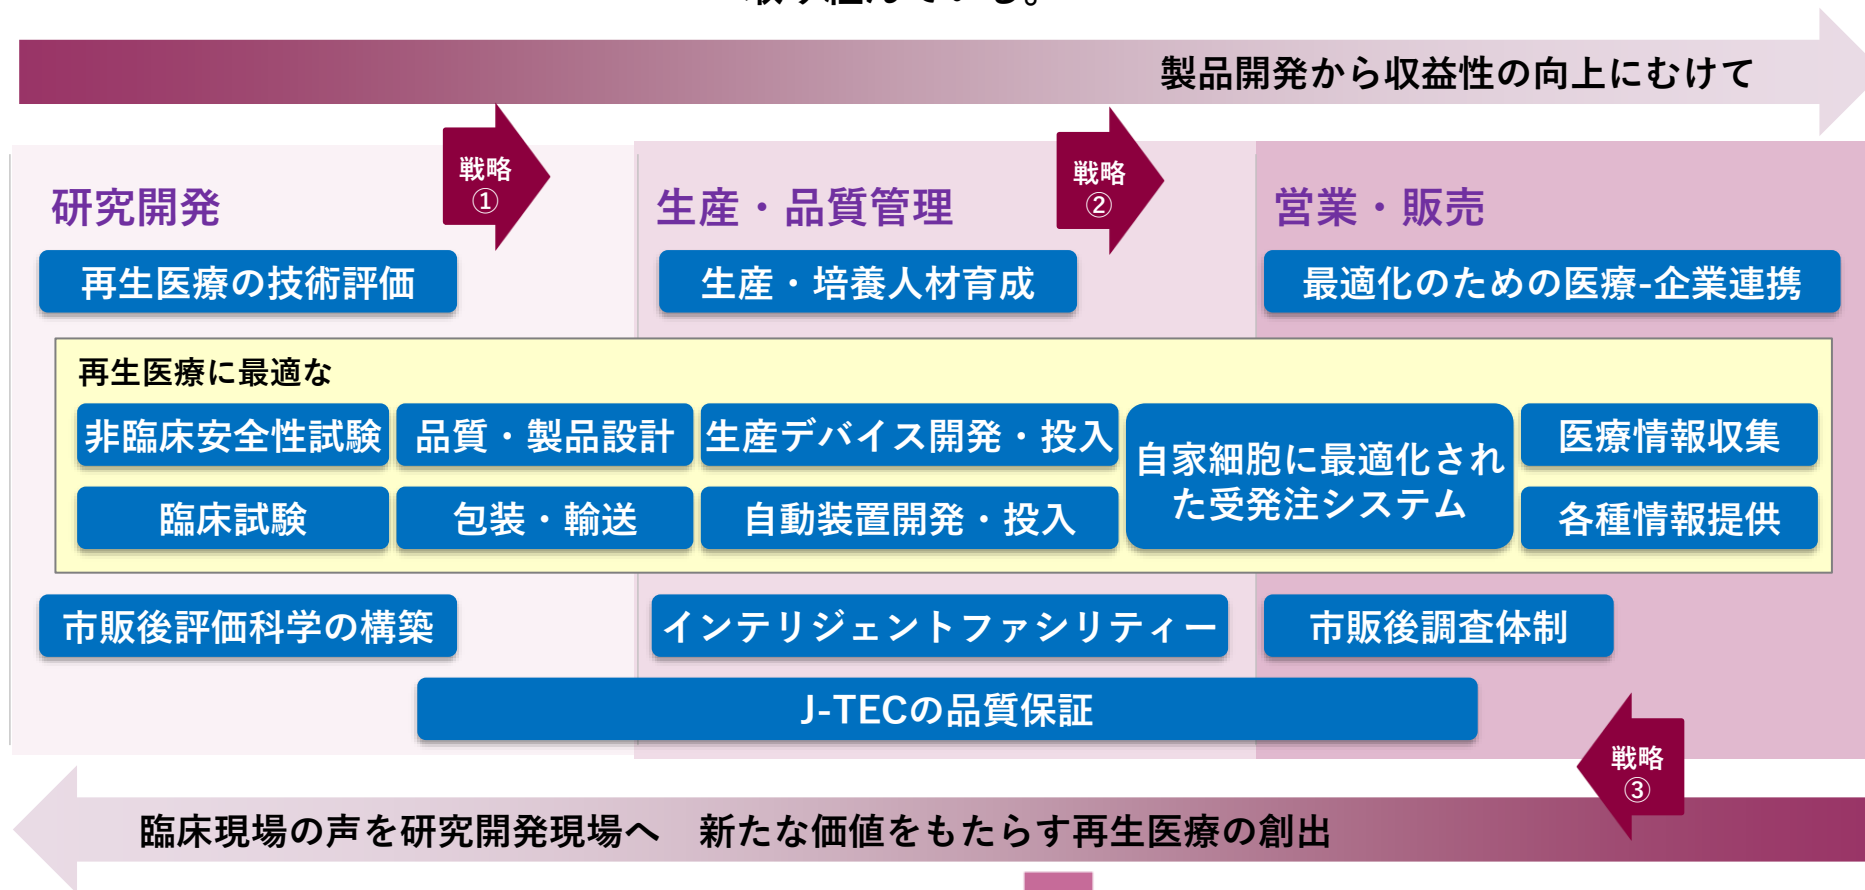 取り組んでいる。
製品開発から収益性の向上にむけて
戦略
①
戦略
②
研究開発
生産・品質管理
営業・販売
再生医療の技術評価
生産・培養人材育成
最適化のための医療-企業連携
再生医療に最適な
非臨床安全性試験
品質・製品設計
生産デバイス開発・投入
自家細胞に最適化され
た受発注システム
医療情報収集
臨床試験
包装・輸送
自動装置開発・投入
各種情報提供
市販後評価科学の構築
インテリジェントファシリティー
市販後調査体制
J-TECの品質保証
戦略
③
臨床現場の声を研究開発現場へ　新たな価値をもたらす再生医療の創出